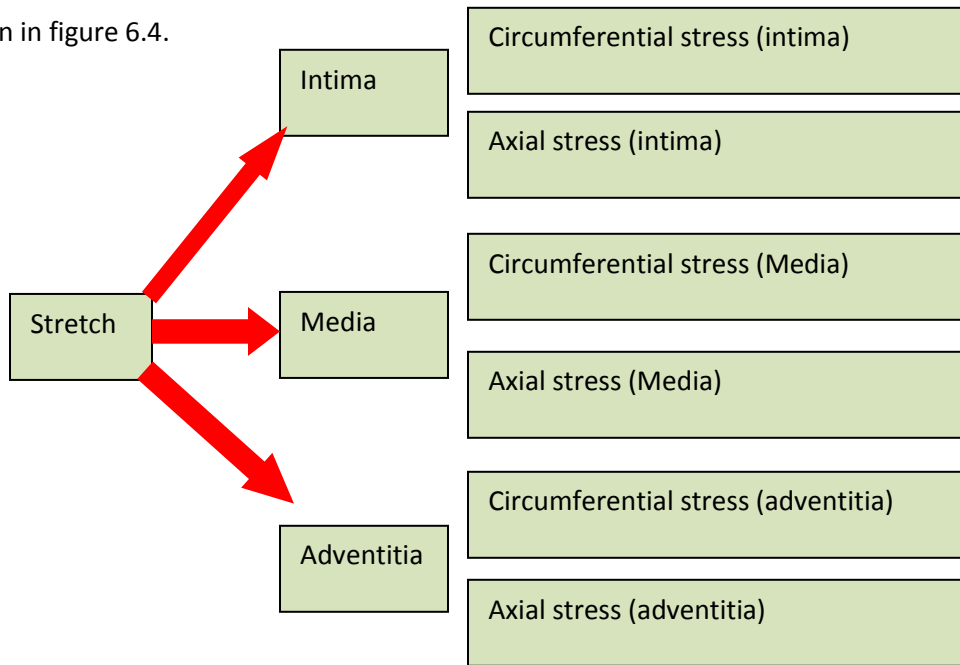 n in figure 6.4.
Circumferential stress (intima)
Intima
Axial stress (intima)
Circumferential stress (Media)
Stretch
Media
Axial stress (Media)
Circumferential stress (adventitia)
Adventitia
Axial stress (adventitia)